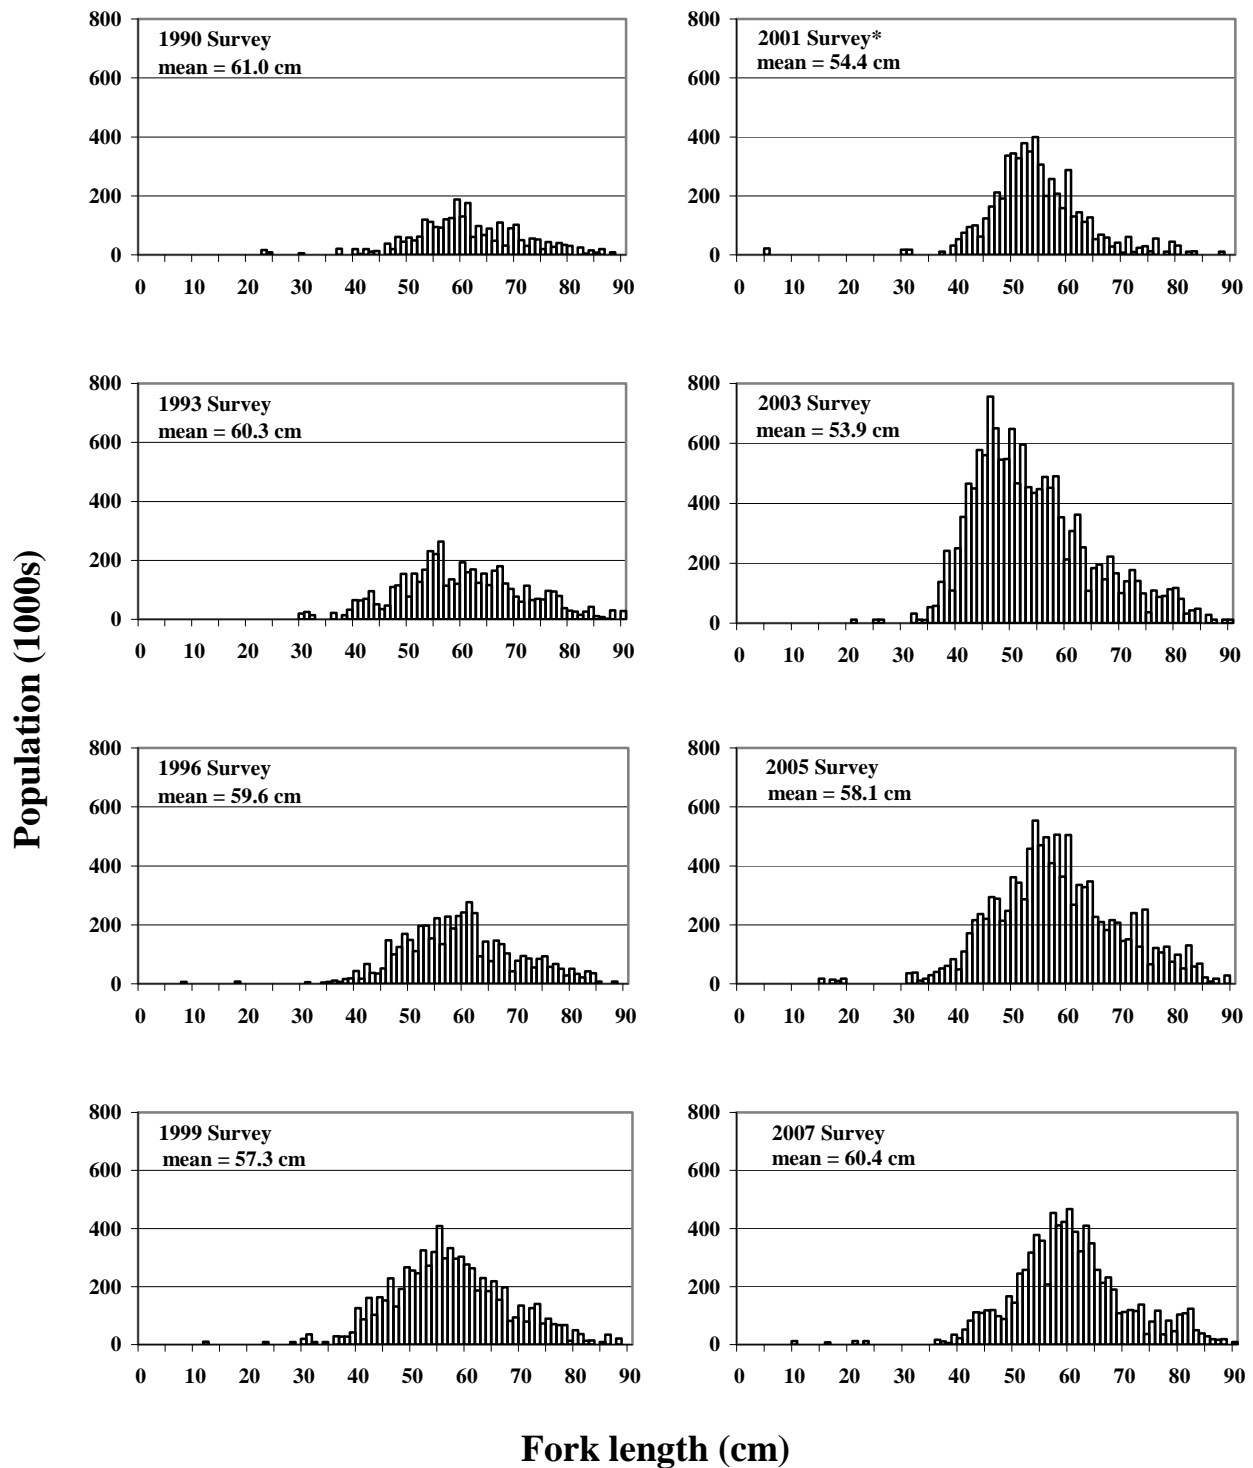 Population (1000s)
1990 Survey
mean = 61.0 cm
800
600
400
200
0
0 10 20 30 40 50 60 70 80 90
2001 Survey*
mean = 54.4 cm
800
600
400
200
0
0 10 20 30 40 50 60 70 80 90
1993 Survey
mean = 60.3 cm
800
600
400
200
0
0 10 20 30 40 50 60 70 80 90
2003 Survey
mean = 53.9 cm
800
600
400
200
0
0 10 20 30 40 50 60 70 80 90
1996 Survey
mean = 59.6 cm
800
600
400
200
0
0 10 20 30 40 50 60 70 80 90
2005 Survey
mean = 58.1 cm
800
600
400
200
0
0 10 20 30 40 50 60 70 80 90
1999 Survey
mean = 57.3 cm
800
600
400
200
0
0 10 20 30 40 50 60 70 80 90
2007 Survey
mean = 60.4 cm
800
600
400
200
0
0 10 20 30 40 50 60 70 80 90
Fork length (cm)